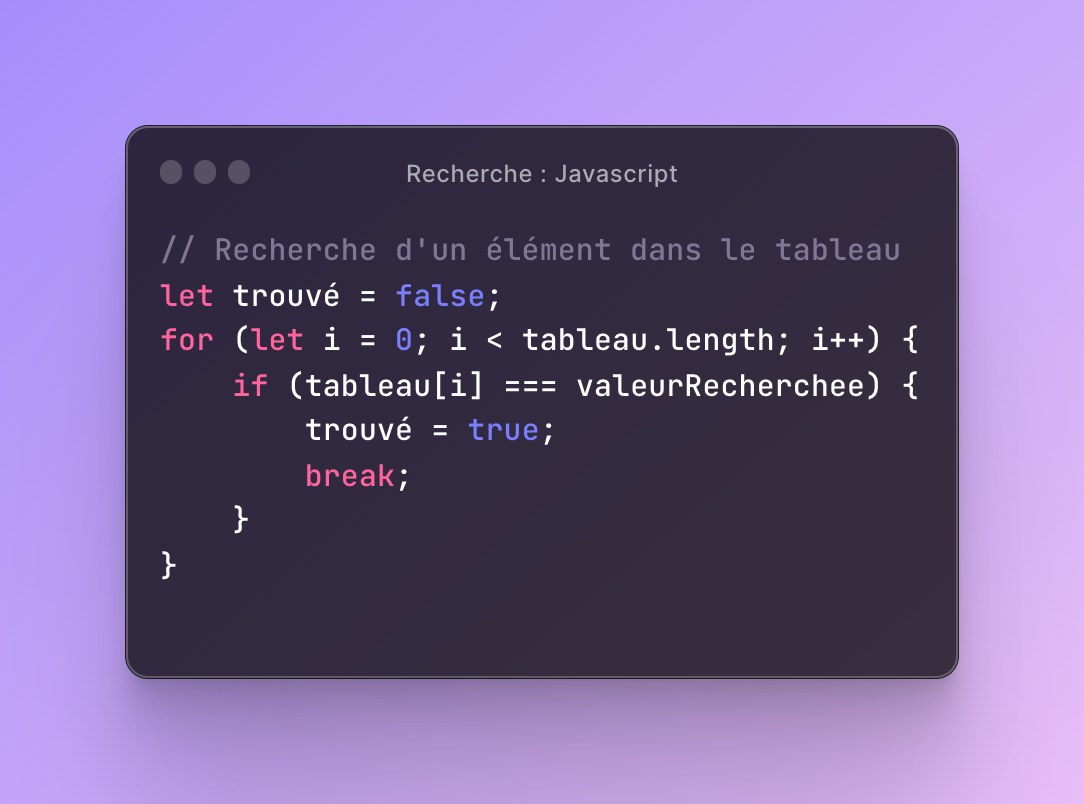 Recherche : Javascript
// Recherche d'un élément dans le tableau
let trouvé = false;
for (let i = 0; i < tableau.length; i++) {
    if (tableau[i] === valeurRecherchee) {
        trouvé = true;
        break;
    }
}